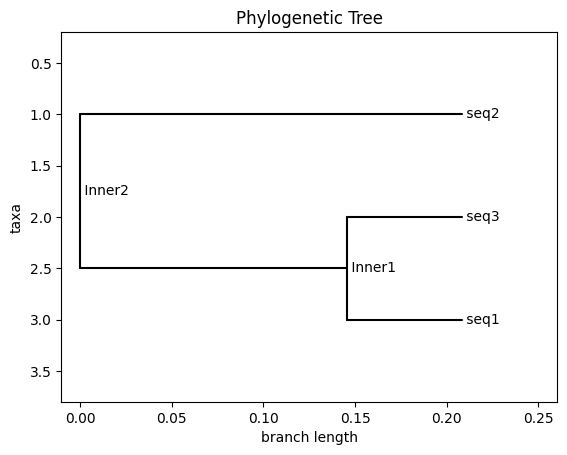 Phylogenetic Tree
0.5
1.0
1.5
2.0
2.5
3.0
3.5
taxa
seq2
Inner2
seq3
Inner1
seq1
0.00 0.05 0.10 0.15 0.20 0.25
branch length